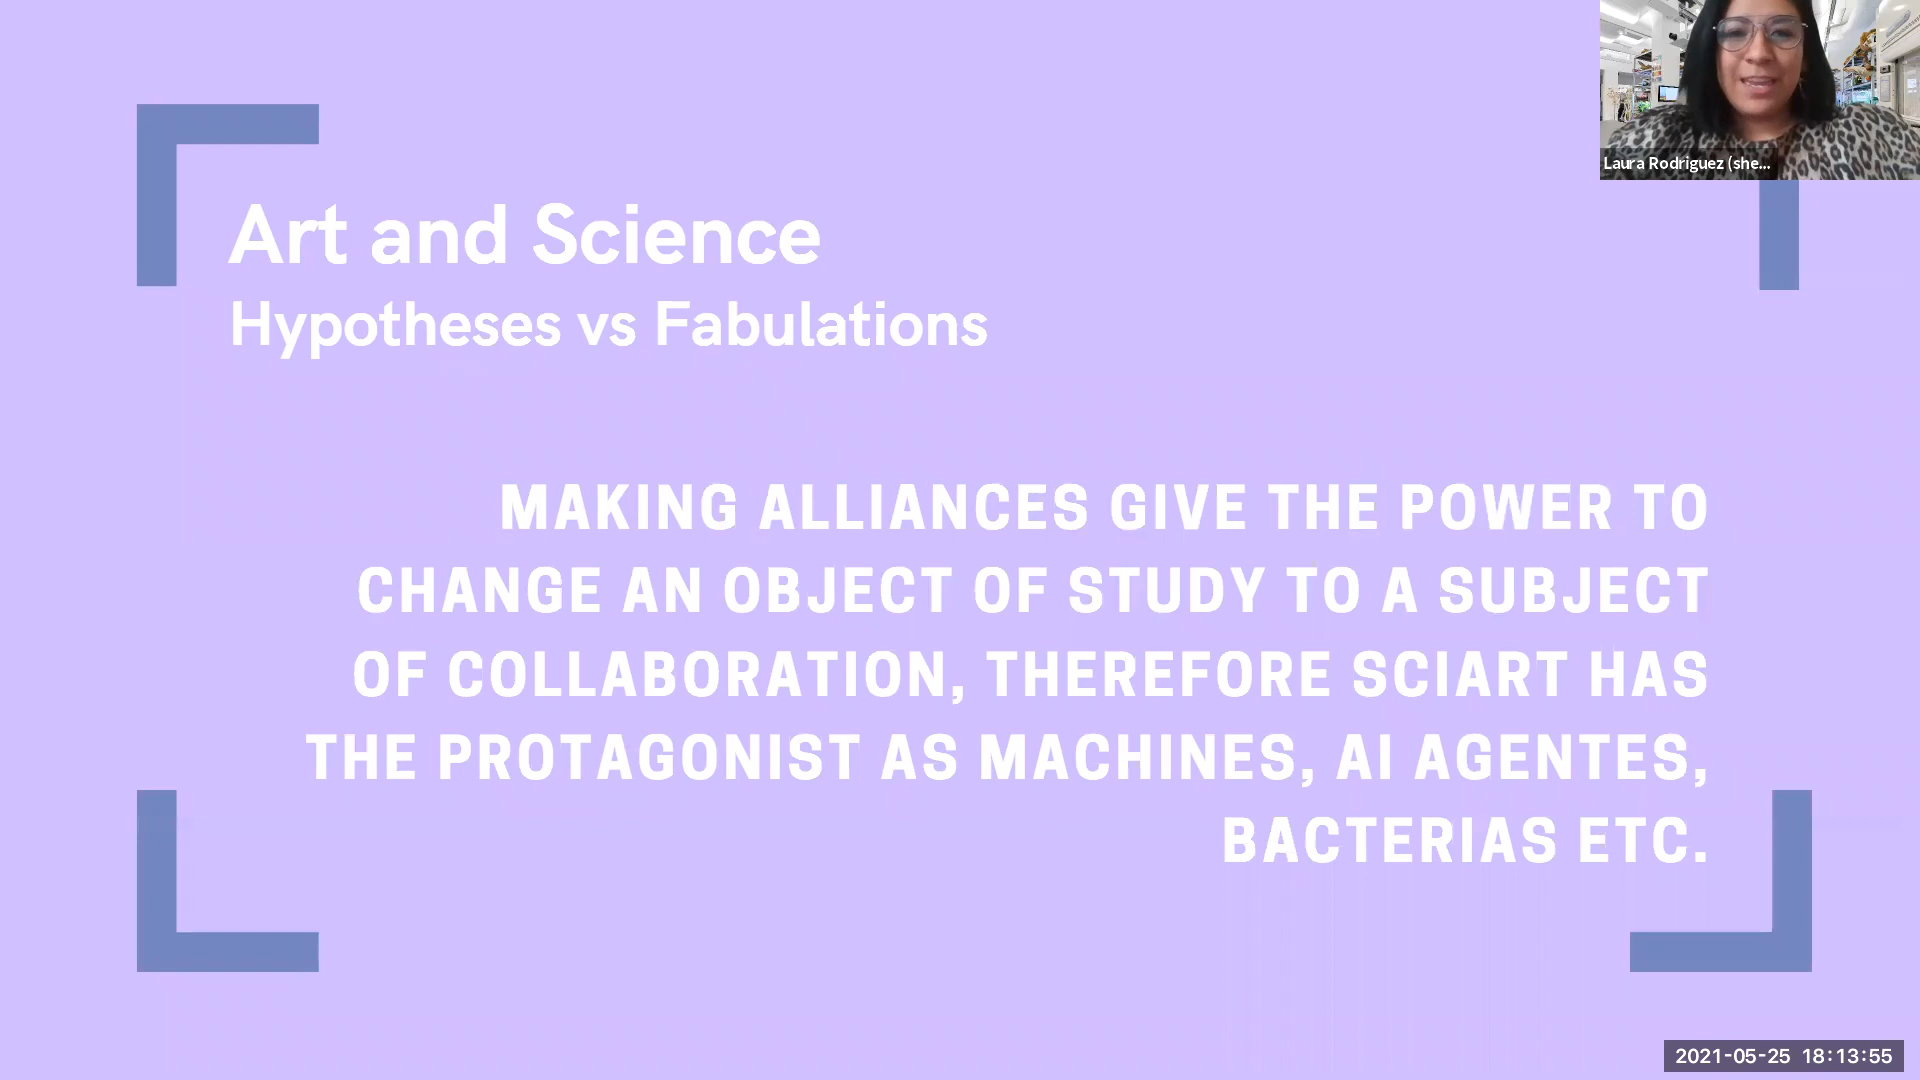 Laura Rodriguez (she...
Art and Science
Hypotheses vs Fabulations
MAKING ALLIANCES GIVE THE POWER TO
CHANGE AN OBJECT OF STUDY TO A SUBJECT
OF COLLABORATION, THEREFORE SCIART HAS
THE PROTAGONIST AS MACHINES, AI AGENTES,
BACTERIAS ETC.
2021-05-25 18:13:55